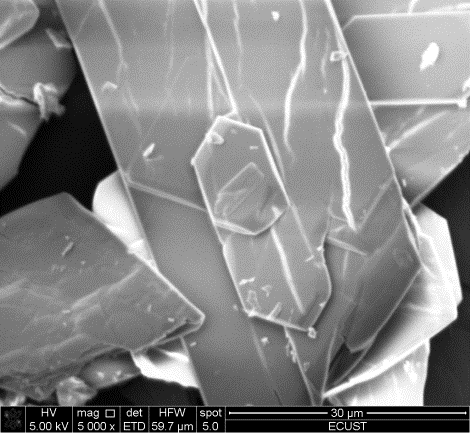 HV mag □ det HFW spot 30 µm
5.00 kV 5 000 x ETD 59.7 µm 5.0 ECUST